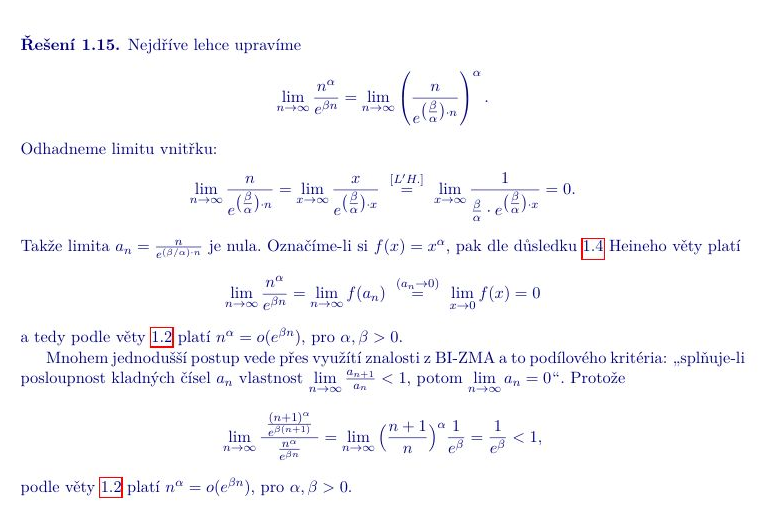 Řešení 1.15. Nejdříve lehce upravíme
$$\lim_{n\to\infty} \frac{n^\alpha}{e^{\beta n}} = \lim_{n\to\infty} \left( \frac{n}{e^{\left(\frac{\beta}{\alpha}\right)\cdot n}} \right)^\alpha.$$
Odhadneme limitu vnitřku:
$$\lim_{n\to\infty} \frac{n}{e^{\left(\frac{\beta}{\alpha}\right)\cdot n}} = \lim_{x\to\infty} \frac{x}{e^{\left(\frac{\beta}{\alpha}\right)\cdot x}} \overset{[L'H.]}{=} \lim_{x\to\infty} \frac{1}{\frac{\beta}{\alpha}\cdot e^{\left(\frac{\beta}{\alpha}\right)\cdot x}} = 0.$$
Takže limita $a_n = \frac{n}{e^{(\beta/\alpha)\cdot n}}$ je nula. Označíme-li si $f(x) = x^\alpha$, pak dle důsledku 1.4 Heineho věty platí
$$\lim_{n\to\infty} \frac{n^\alpha}{e^{\beta n}} = \lim_{n\to\infty} f(a_n) \overset{(a_n\to 0)}{=} \lim_{x\to 0} f(x) = 0$$
a tedy podle věty 1.2 platí $n^\alpha = o(e^{\beta n})$, pro $\alpha, \beta > 0$.
Mnohem jednodušší postup vede přes využítí znalosti z BI-ZMA a to podílového kritéria: „splňuje-li
posloupnost kladných čísel $a_n$ vlastnost $\lim_{n\to\infty} \frac{a_{n+1}}{a_n} < 1$, potom $\lim_{n\to\infty} a_n = 0$“. Protože
$$\lim_{n\to\infty} \frac{\frac{(n+1)^\alpha}{e^{\beta(n+1)}}}{\frac{n^\alpha}{e^{\beta n}}} = \lim_{n\to\infty} \left(\frac{n+1}{n}\right)^\alpha \frac{1}{e^\beta} = \frac{1}{e^\beta} < 1,$$
podle věty 1.2 platí $n^\alpha = o(e^{\beta n})$, pro $\alpha, \beta > 0$.